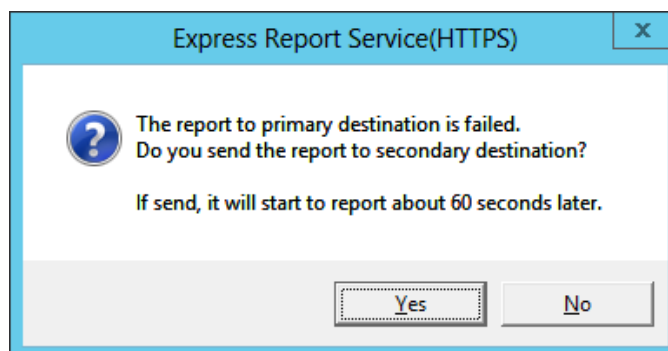 Express Report Service(HTTPS)
x
The report to primary destination is failed.
Do you send the report to secondary destination?
If send, it will start to report about 60 seconds later.
Yes
No